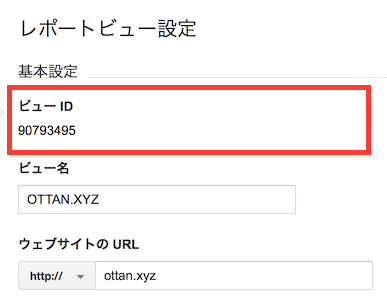 レポートビュー設定
基本設定
ビュー ID
90793495
ビュー名
OTTAN.XYZ
ウェブサイトの URL
http:// ottan.xyz